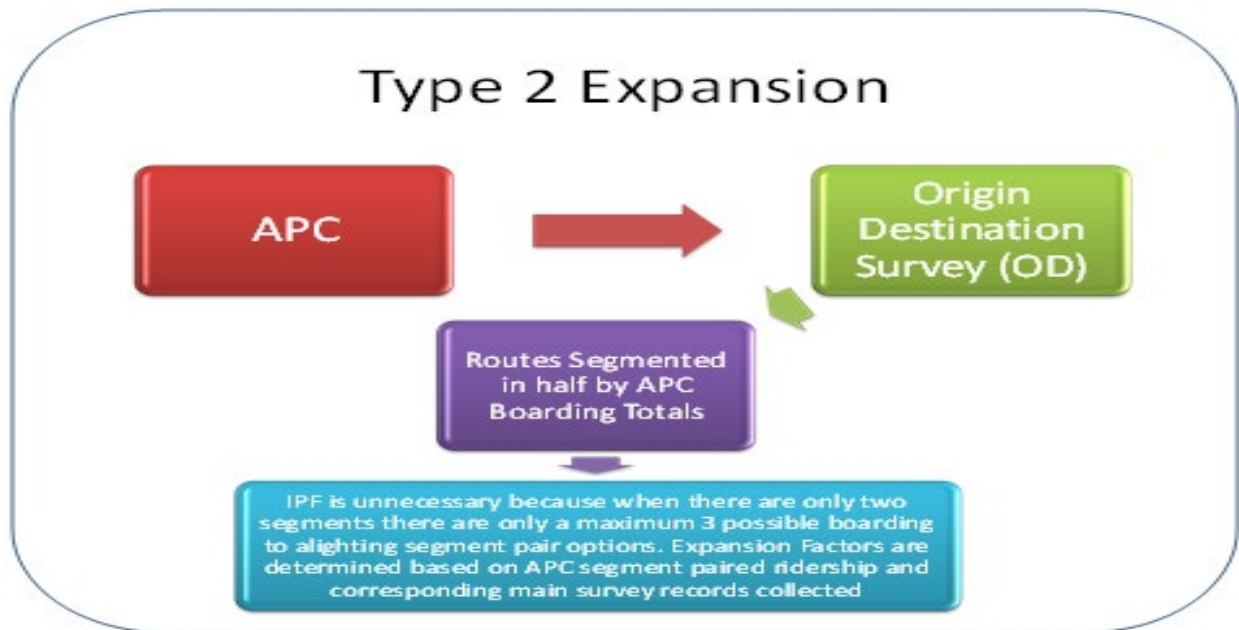 Type 2 Expansion
APC
Origin
Destination
Survey (OD)
Routes Segmented
in half by APC
Boarding Totals
IPF is unnecessary because when there are only two
segments there are only a maximum 3 possible boarding
to alighting segment pair options. Expansion Factors are
determined based on APC segment paired ridership and
corresponding main survey records collected